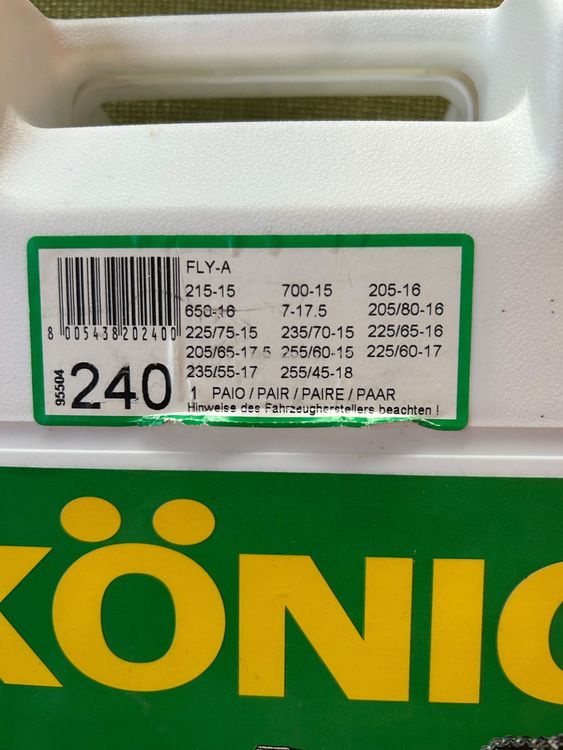 FLY-A
215-15 700-15 205-16
650-16 7-17.5 205/80-16
225/75-15 235/70-15 225/65-16
205/65-17.5 255/60-15 225/60-17
235/55-17 255/45-18
1 PAIO / PAIR / PAIRE / PAAR
Hinweise des Fahrzeugherstellers beachten !
8 005438 202400
95504
240
KÖNIG